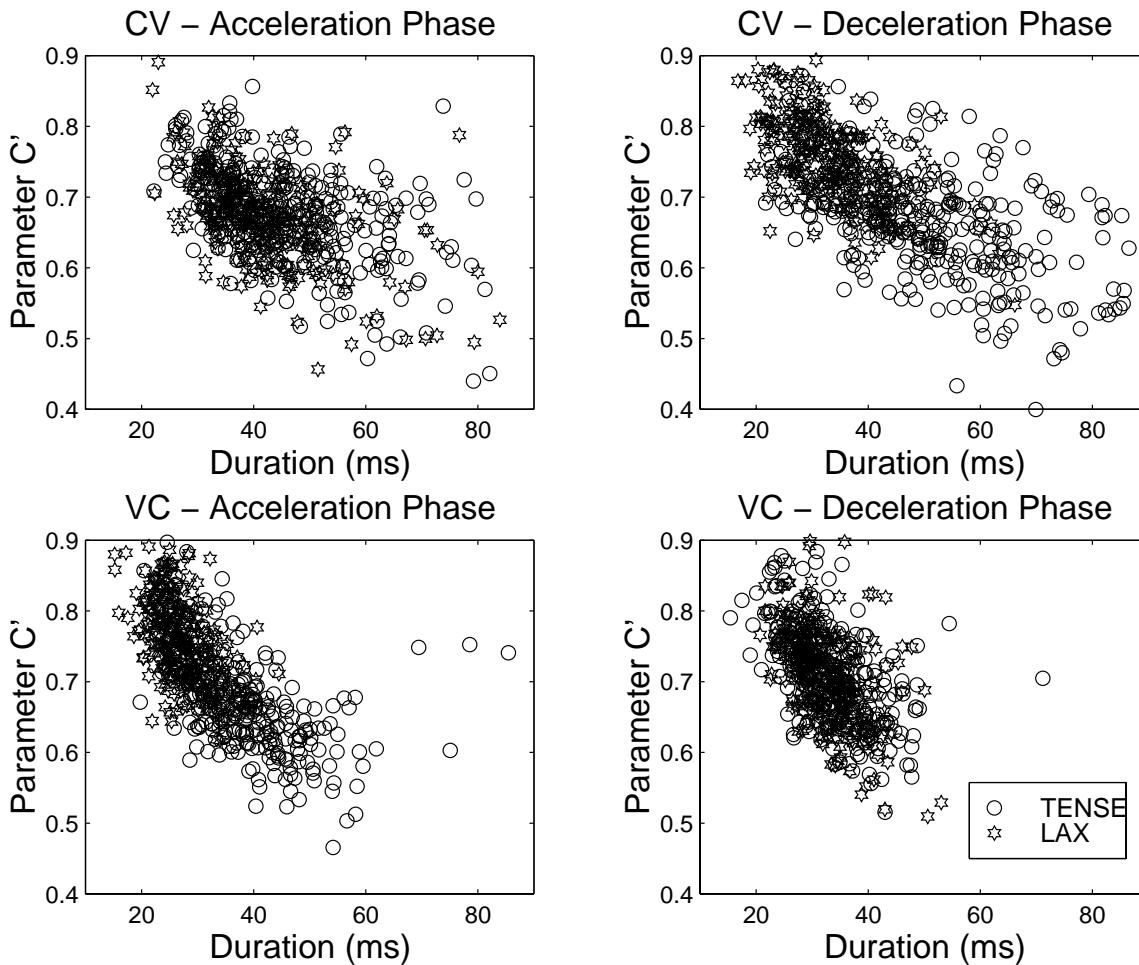 CV – Acceleration Phase
0.9
0.8
0.7
0.6
0.5
0.4
Parameter C’
20 40 60 80
Duration (ms)
CV – Deceleration Phase
0.9
0.8
0.7
0.6
0.5
0.4
Parameter C’
20 40 60 80
Duration (ms)
VC – Acceleration Phase
0.9
0.8
0.7
0.6
0.5
0.4
Parameter C’
20 40 60 80
Duration (ms)
VC – Deceleration Phase
0.9
0.8
0.7
0.6
0.5
0.4
Parameter C’
TENSE
LAX
20 40 60 80
Duration (ms)